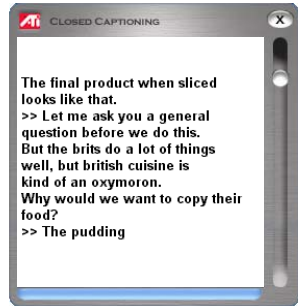 ATI CLOSED CAPTIONING X
The final product when sliced
looks like that.
>> Let me ask you a general
question before we do this.
But the brits do a lot of things
well, but british cuisine is
kind of an oxymoron.
Why would we want to copy their
food?
>> The pudding